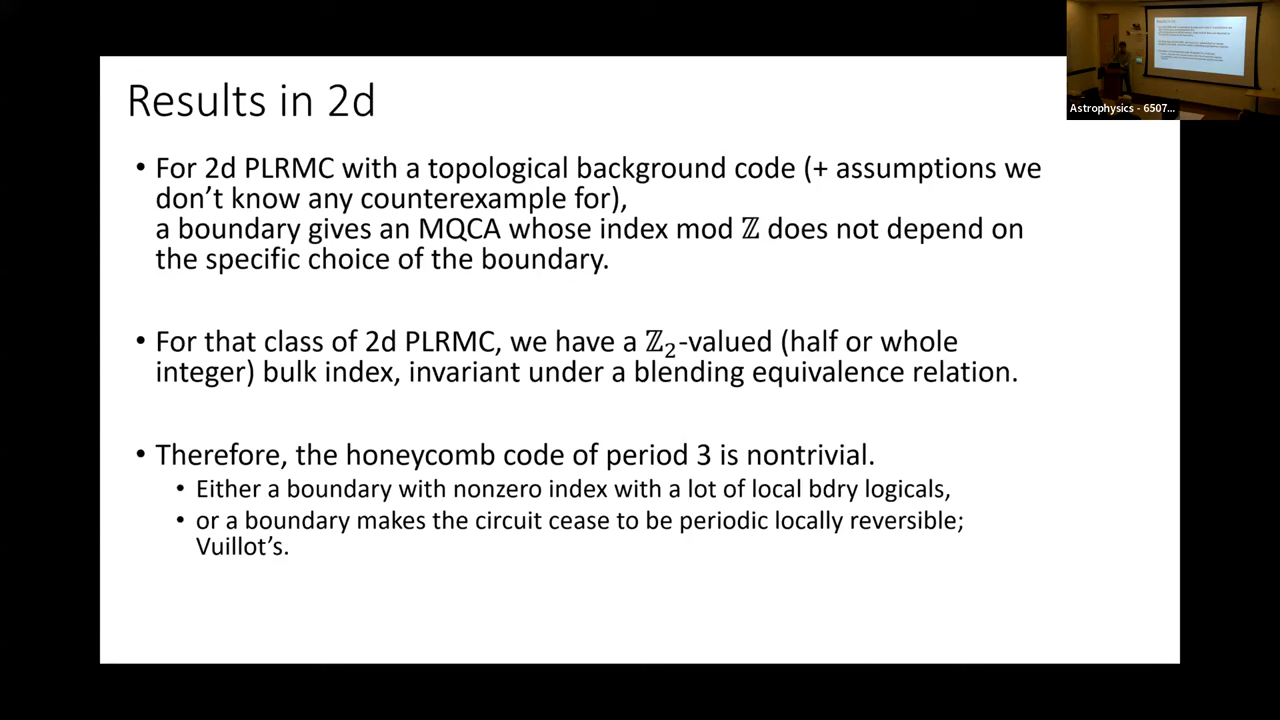 Results in 2d
• For 2d PLRMC with a topological background code (+ assumptions we
don’t know any counterexample for),
a boundary gives an MQCA whose index mod ℤ does not depend on
the specific choice of the boundary.
• For that class of 2d PLRMC, we have a ℤ₂-valued (half or whole
integer) bulk index, invariant under a blending equivalence relation.
• Therefore, the honeycomb code of period 3 is nontrivial.
• Either a boundary with nonzero index with a lot of local bdry logicals,
• or a boundary makes the circuit cease to be periodic locally reversible;
Vuillot’s.
Astrophysics - 6507...